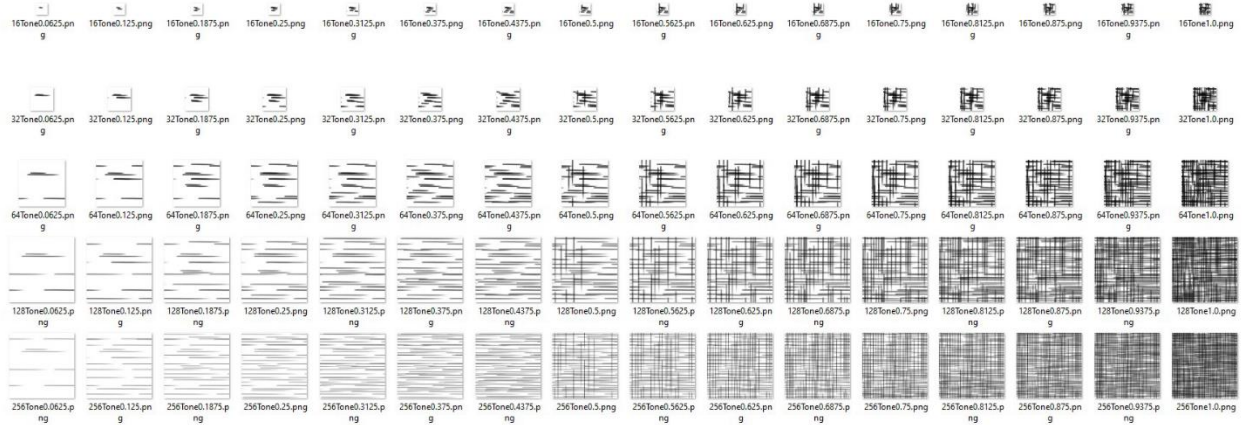 16Tone0.0625.pn 16Tone0.125.png 16Tone0.1875.pn 16Tone0.25.png 16Tone0.3125.pn 16Tone0.375.png 16Tone0.4375.pn 16Tone0.5.png 16Tone0.5625.pn 16Tone0.625.png 16Tone0.6875.pn 16Tone0.75.png 16Tone0.8125.pn 16Tone0.875.png 16Tone0.9375.pn 16Tone1.0.png
g g g g g g g g
32Tone0.0625.pn 32Tone0.125.png 32Tone0.1875.pn 32Tone0.25.png 32Tone0.3125.pn 32Tone0.375.png 32Tone0.4375.pn 32Tone0.5.png 32Tone0.5625.pn 32Tone0.625.png 32Tone0.6875.pn 32Tone0.75.png 32Tone0.8125.pn 32Tone0.875.png 32Tone0.9375.pn 32Tone1.0.png
g g g g g g g g
64Tone0.0625.pn 64Tone0.125.png 64Tone0.1875.pn 64Tone0.25.png 64Tone0.3125.pn 64Tone0.375.png 64Tone0.4375.pn 64Tone0.5.png 64Tone0.5625.pn 64Tone0.625.png 64Tone0.6875.pn 64Tone0.75.png 64Tone0.8125.pn 64Tone0.875.png 64Tone0.9375.pn 64Tone1.0.png
g g g g g g g g
128Tone0.0625.p 128Tone0.125.pn 128Tone0.1875.p 128Tone0.25.png 128Tone0.3125.p 128Tone0.375.pn 128Tone0.4375.p 128Tone0.5.png 128Tone0.5625.p 128Tone0.625.pn 128Tone0.6875.p 128Tone0.75.png 128Tone0.8125.p 128Tone0.875.pn 128Tone0.9375.p 128Tone1.0.png
ng g ng ng g ng ng g ng ng g ng
256Tone0.0625.p 256Tone0.125.pn 256Tone0.1875.p 256Tone0.25.png 256Tone0.3125.p 256Tone0.375.pn 256Tone0.4375.p 256Tone0.5.png 256Tone0.5625.p 256Tone0.625.pn 256Tone0.6875.p 256Tone0.75.png 256Tone0.8125.p 256Tone0.875.pn 256Tone0.9375.p 256Tone1.0.png
ng g ng ng g ng ng g ng ng g ng